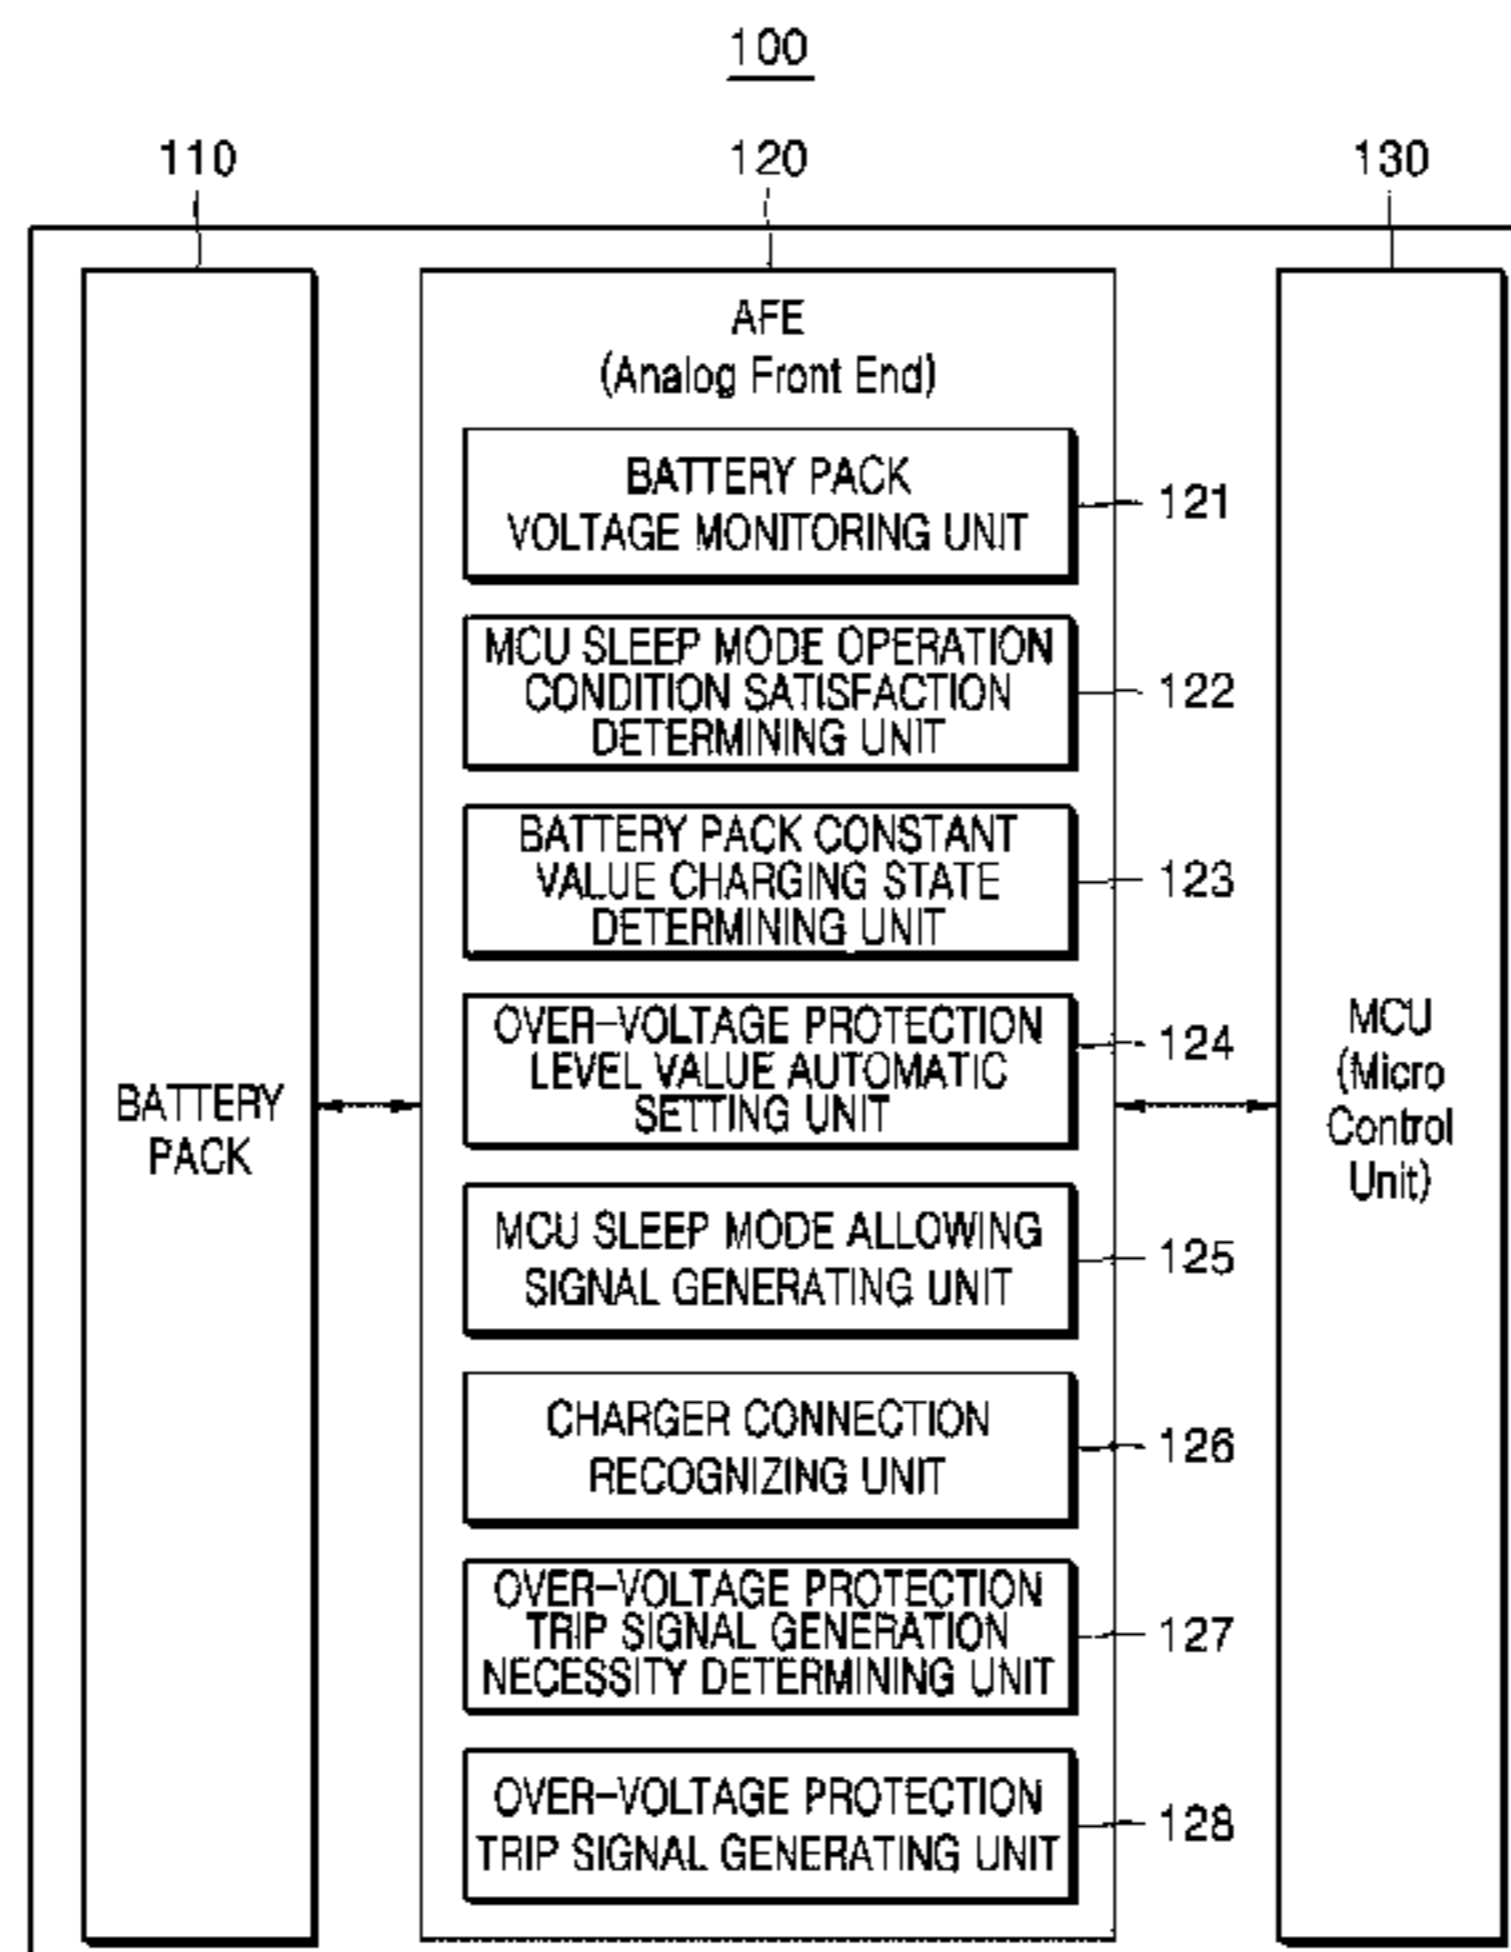 100
110
120
130
AFE
(Analog Front End)
BATTERY PACK
VOLTAGE MONITORING UNIT
121
MCU SLEEP MODE OPERATION
CONDITION SATISFACTION
DETERMINING UNIT
122
BATTERY PACK CONSTANT
VALUE CHARGING STATE
DETERMINING UNIT
123
OVER-VOLTAGE PROTECTION
LEVEL VALUE AUTOMATIC
SETTING UNIT
124
BATTERY
PACK
MCU
(Micro
Control
Unit)
MCU SLEEP MODE ALLOWING
SIGNAL GENERATING UNIT
125
CHARGER CONNECTION
RECOGNIZING UNIT
126
OVER-VOLTAGE PROTECTION
TRIP SIGNAL GENERATION
NECESSITY DETERMINING UNIT
127
OVER-VOLTAGE PROTECTION
TRIP SIGNAL GENERATING UNIT
128